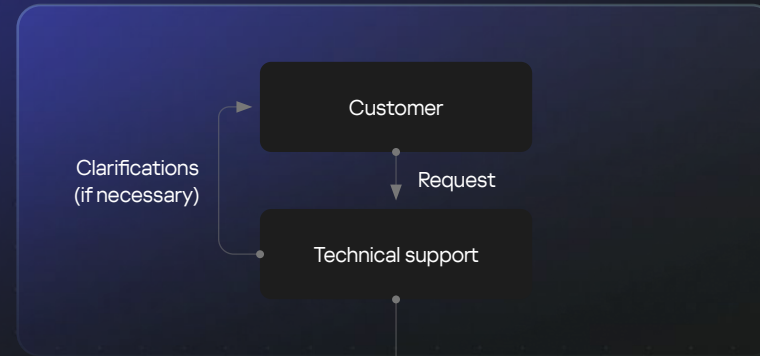 Customer
Clarifications
(if necessary)
Request
Technical support